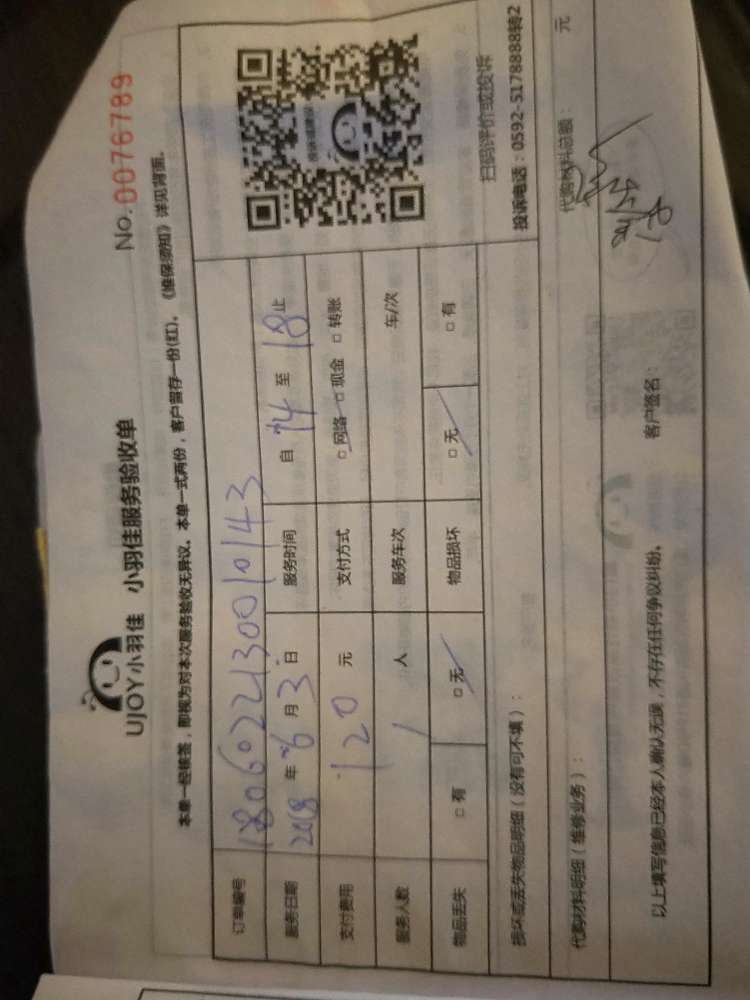 UJOY小羽佳 小羽佳服务验收单
No. 0076789
本单一经核签，即视为对本次服务验收无异议。本单一式两份，客户留存一份(红)。《维保须知》详见背面。
订单编号 1806022130010143
服务日期 2018 年 6 月 3 日 服务时间 自 14 至 18 止
支付费用 120 元 支付方式 □ 网络 □ 现金 □ 转账
服务人数 1 人 服务车次 车/次
物品丢失 □ 有 □ 无 物品损坏 □ 无 □ 有
扫码评价或投诉
投诉电话：0592-5178888转2
损坏或丢失物品明细（没有可不填）：
代购材料明细（维修业务）： 代购材料总额： 元
以上填写信息已经本人确认无误，不存在任何争议纠纷。 客户签名：